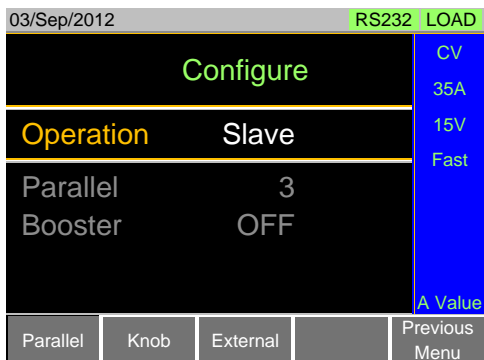 03/Sep/2012 RS232 LOAD
Configure
CV
35A
Operation Slave
15V
Fast
Parallel 3
Booster OFF
A Value
Parallel Knob External Previous Menu